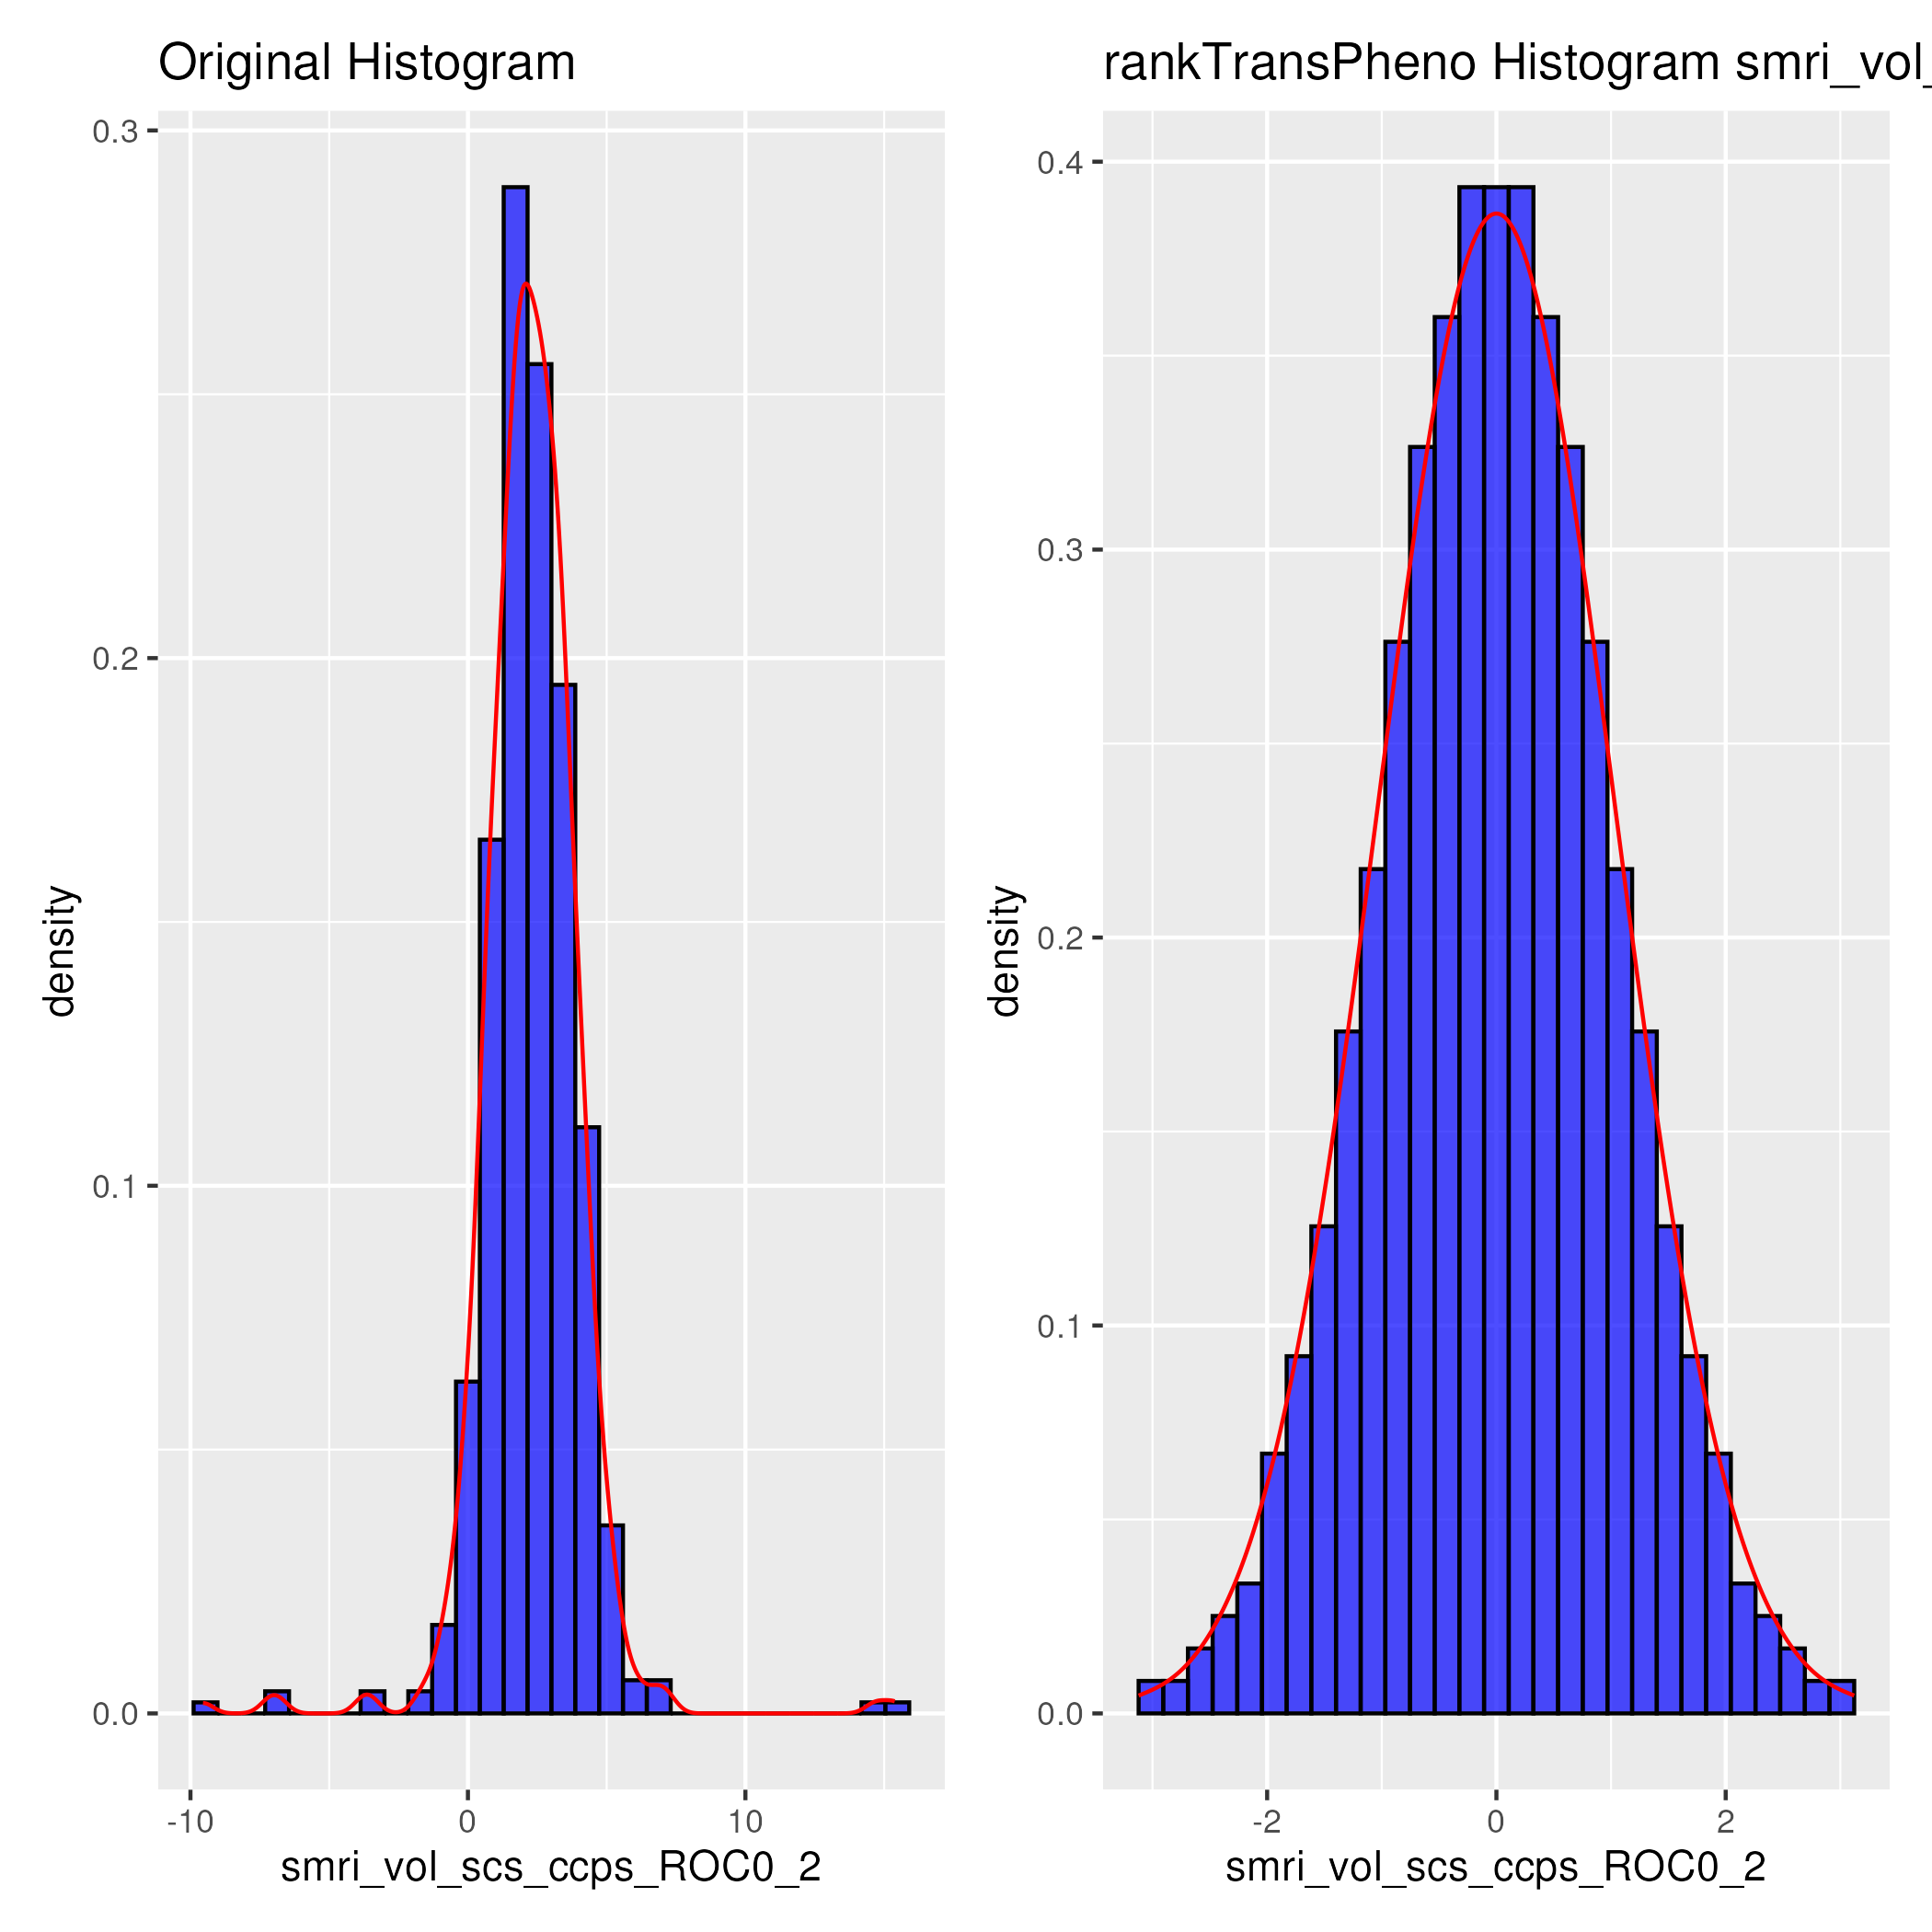 Original Histogram
0.3
0.2
0.1
0.0
density
-10
0
10
smri_vol_scs_ccps_ROC0_2
rankTransPheno Histogram smri_vol_
0.4
0.3
0.2
0.1
0.0
density
-2
0
2
smri_vol_scs_ccps_ROC0_2